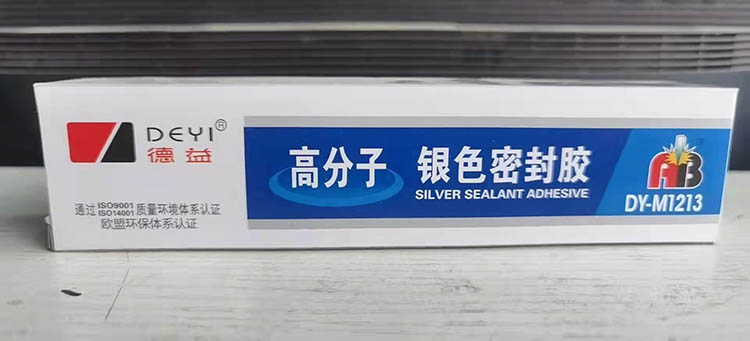 DEYI®
德益
通过ISO9001 ISO14001质量环境体系认证
欧盟环保体系认证
高分子 银色密封胶
SILVER SEALANT ADHESIVE
AB
DY-M1213